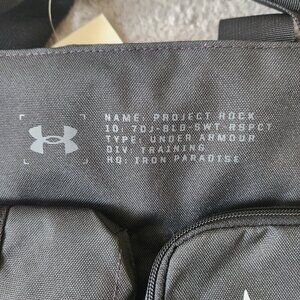 NAME: PROJECT ROCK
ID: 7DJ-BLD-SWT RSPCT
TYPE: UNDER ARMOUR
DIV: TRAINING
HQ: IRON PARADISE